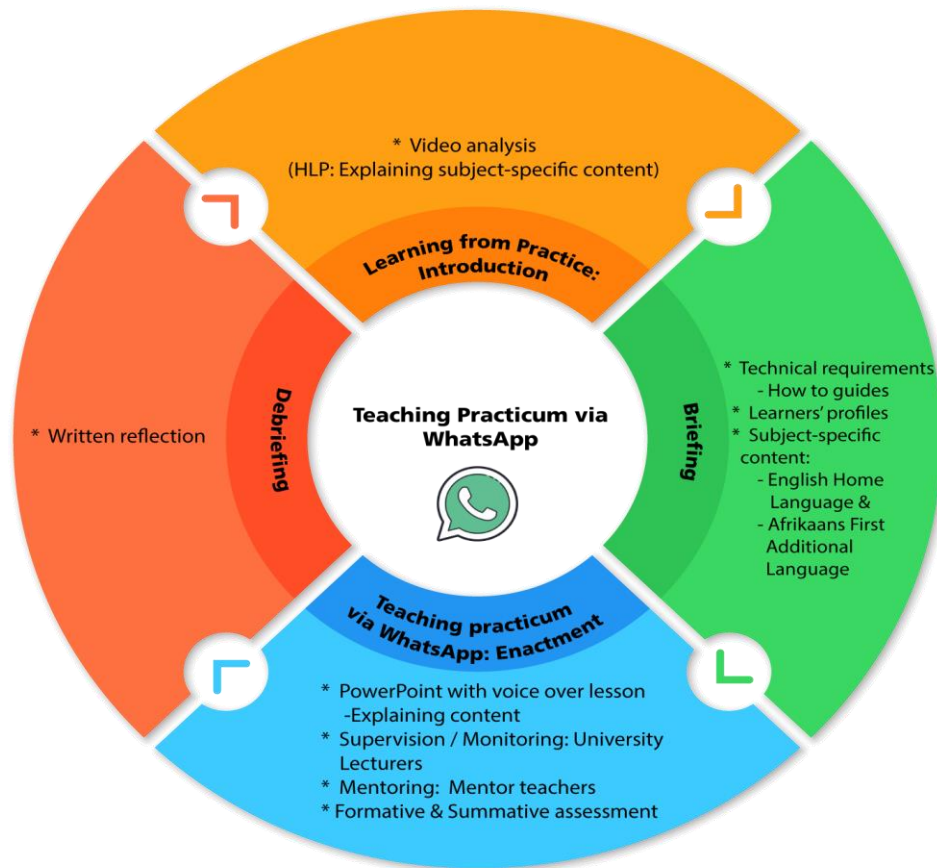 * Video analysis
(HLP: Explaining subject-specific content)
Learning from Practice:
Introduction
* Technical requirements
- How to guides
* Learners' profiles
* Subject-specific
content:
- English Home
Language &
- Afrikaans First
Additional
Language
Briefing
Teaching Practicum via
WhatsApp
Teaching practicum
via WhatsApp: Enactment
* PowerPoint with voice over lesson
-Explaining content
* Supervision / Monitoring: University
Lecturers
* Mentoring: Mentor teachers
* Formative & Summative assessment
Debriefing
* Written reflection